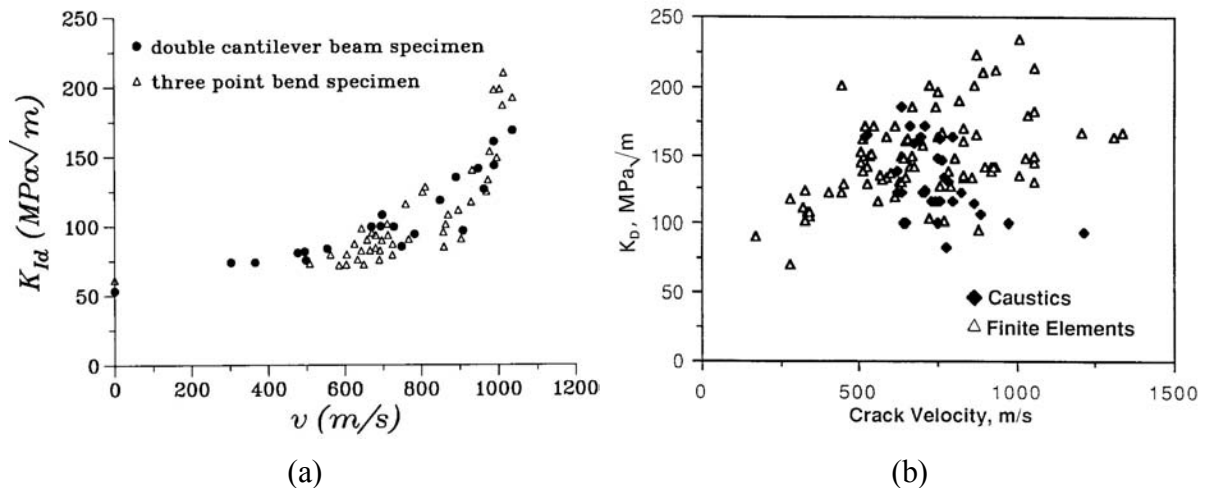 250
200
150
100
50
0
K_Id (MPa√m)
● double cantilever beam specimen
△ three point bend specimen
0 200 400 600 800 1000 1200
v (m/s)
(a)
250
200
150
100
50
0
K_D, MPa√m
◆ Caustics
△ Finite Elements
0 500 1000 1500
Crack Velocity, m/s
(b)